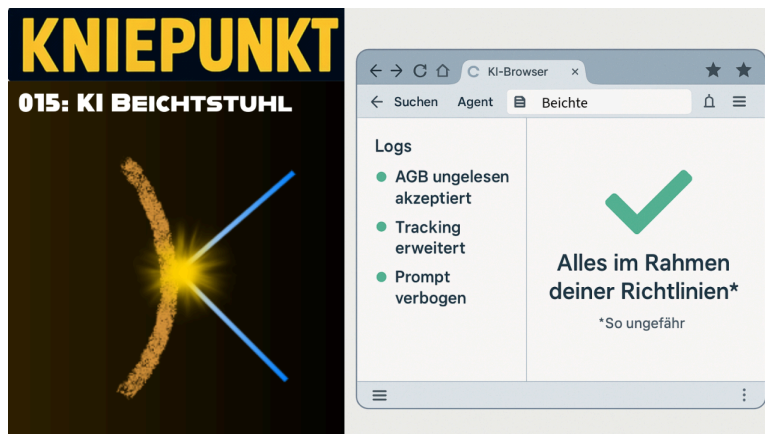 KNIEPUNKT
015: KI BEICHTSTUHL
KI-Browser
Suchen Agent Beichte
Logs
AGB ungelesen
akzeptiert
Tracking
erweitert
Prompt
verbogen
Alles im Rahmen
deiner Richtlinien*
*So ungefähr